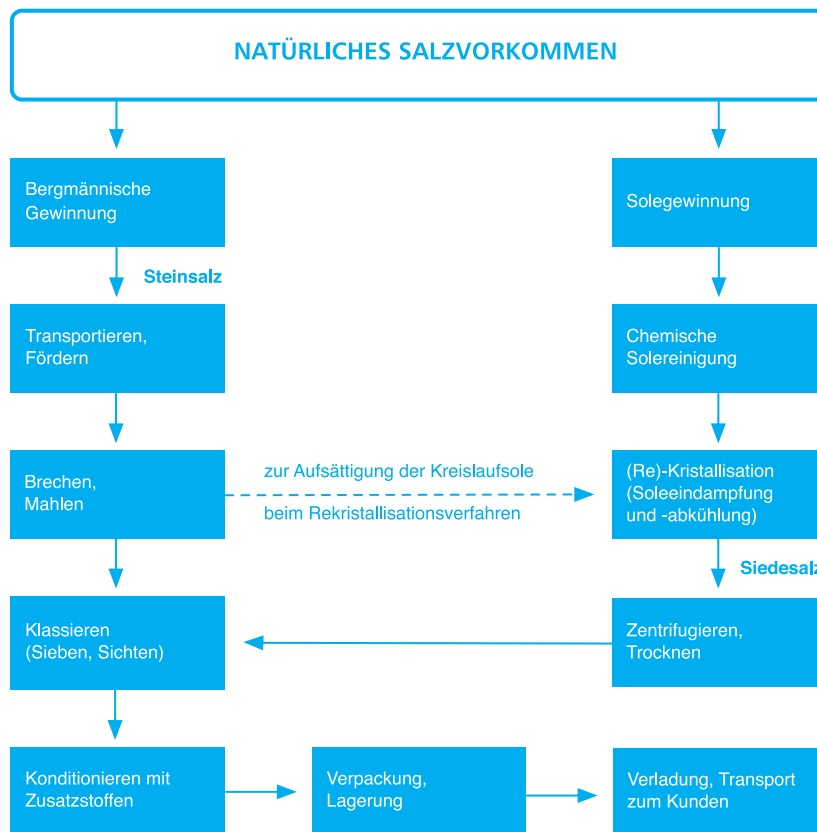 NATÜRLICHES SALZVORKOMMEN
Bergmännische
Gewinnung
Solegewinnung
Steinsalz
Transportieren,
Fördern
Chemische
Solereinigung
Brechen,
Mahlen
zur Aufsättigung der Kreislaufsole
beim Rekristallisationsverfahren
(Re)-Kristallisation
(Soleeindampfung
und -abkühlung)
Siedesalz
Klassieren
(Sieben, Sichten)
Zentrifugieren,
Trocknen
Konditionieren mit
Zusatzstoffen
Verpackung,
Lagerung
Verladung, Transport
zum Kunden